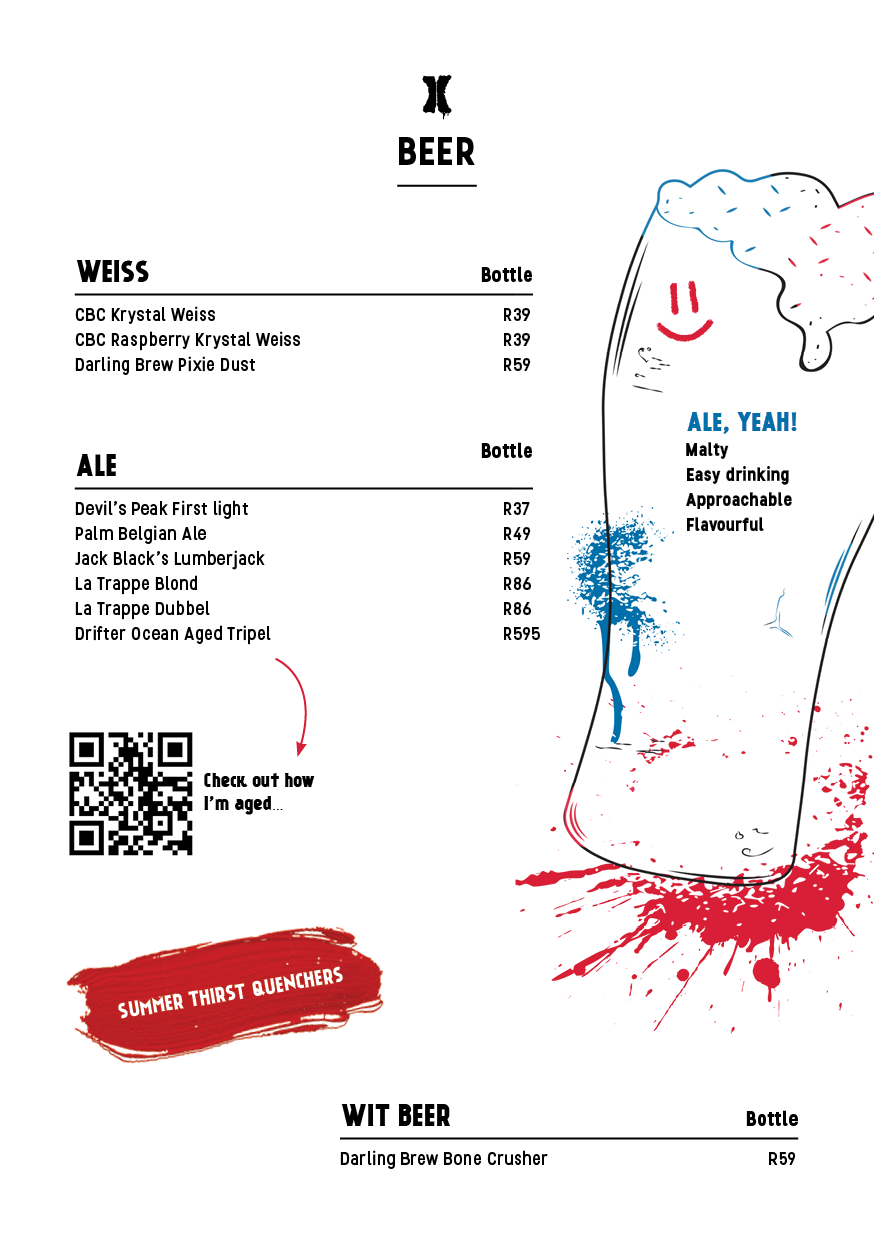 BEER
WEISS Bottle
CBC Krystal Weiss R39
CBC Raspberry Krystal Weiss R39
Darling Brew Pixie Dust R59
ALE Bottle
Devil's Peak First light R37
Palm Belgian Ale R49
Jack Black's Lumberjack R59
La Trappe Blond R86
La Trappe Dubbel R86
Drifter Ocean Aged Tripel R595
Check out how
I'm aged...
ALE, YEAH!
Malty
Easy drinking
Approachable
Flavourful
SUMMER THIRST QUENCHERS
WIT BEER Bottle
Darling Brew Bone Crusher R59